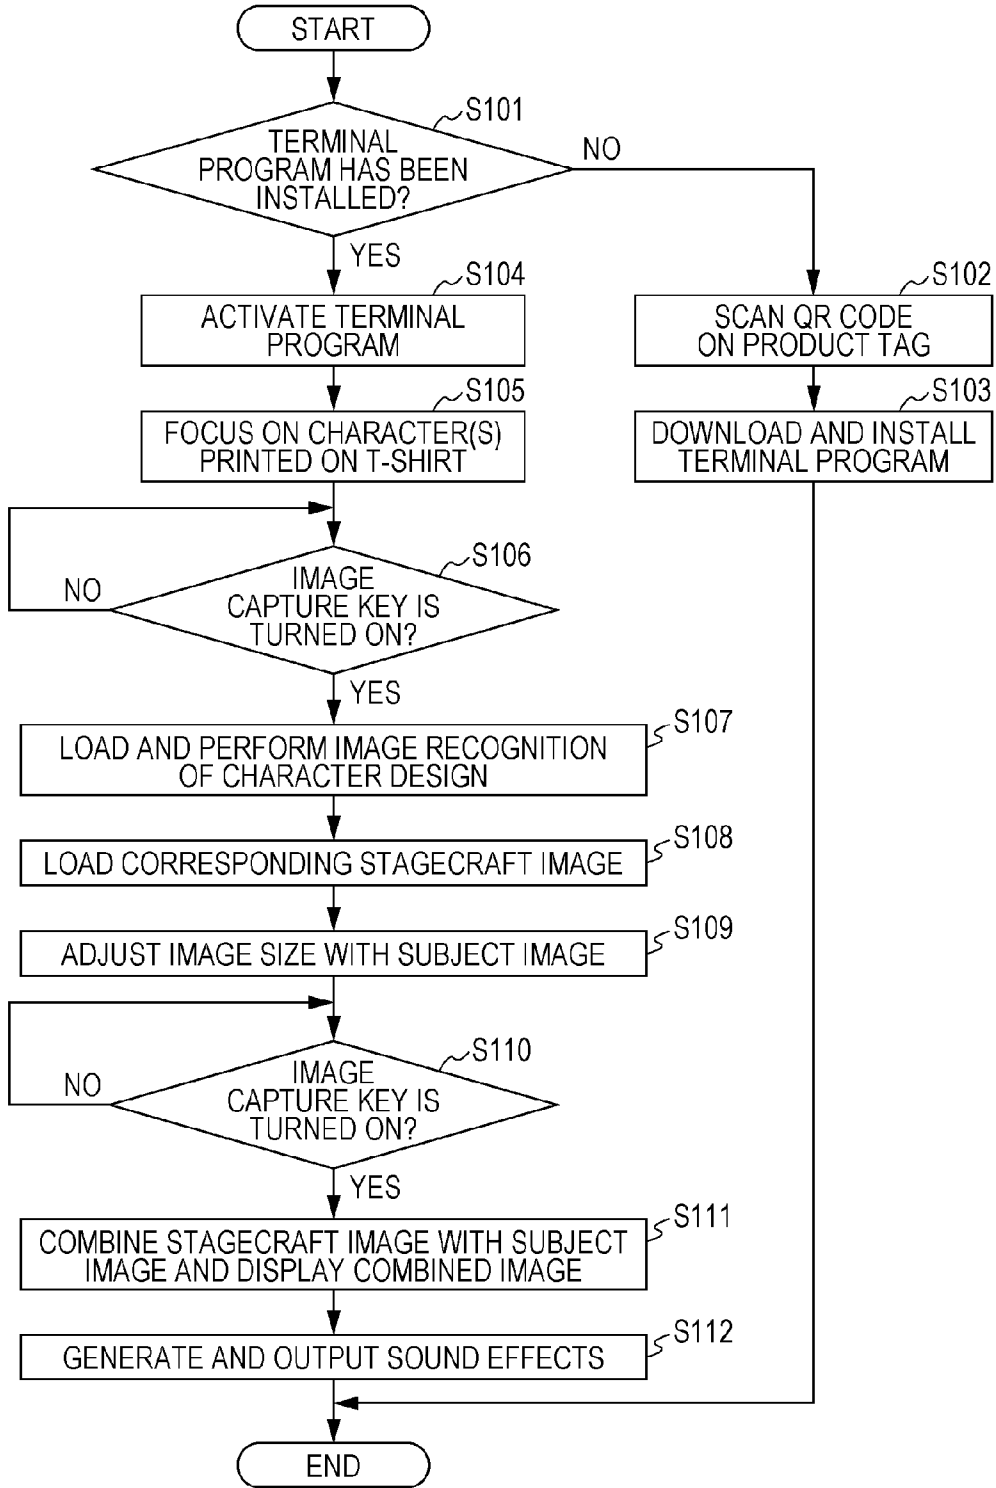 START
S101
TERMINAL
PROGRAM HAS BEEN
INSTALLED?
NO
YES
S104
ACTIVATE TERMINAL
PROGRAM
S102
SCAN QR CODE
ON PRODUCT TAG
S105
FOCUS ON CHARACTER(S)
PRINTED ON T-SHIRT
S103
DOWNLOAD AND INSTALL
TERMINAL PROGRAM
S106
IMAGE
CAPTURE KEY IS
TURNED ON?
NO
YES
S107
LOAD AND PERFORM IMAGE RECOGNITION
OF CHARACTER DESIGN
S108
LOAD CORRESPONDING STAGECRAFT IMAGE
S109
ADJUST IMAGE SIZE WITH SUBJECT IMAGE
S110
IMAGE
CAPTURE KEY IS
TURNED ON?
NO
YES
S111
COMBINE STAGECRAFT IMAGE WITH SUBJECT
IMAGE AND DISPLAY COMBINED IMAGE
S112
GENERATE AND OUTPUT SOUND EFFECTS
END